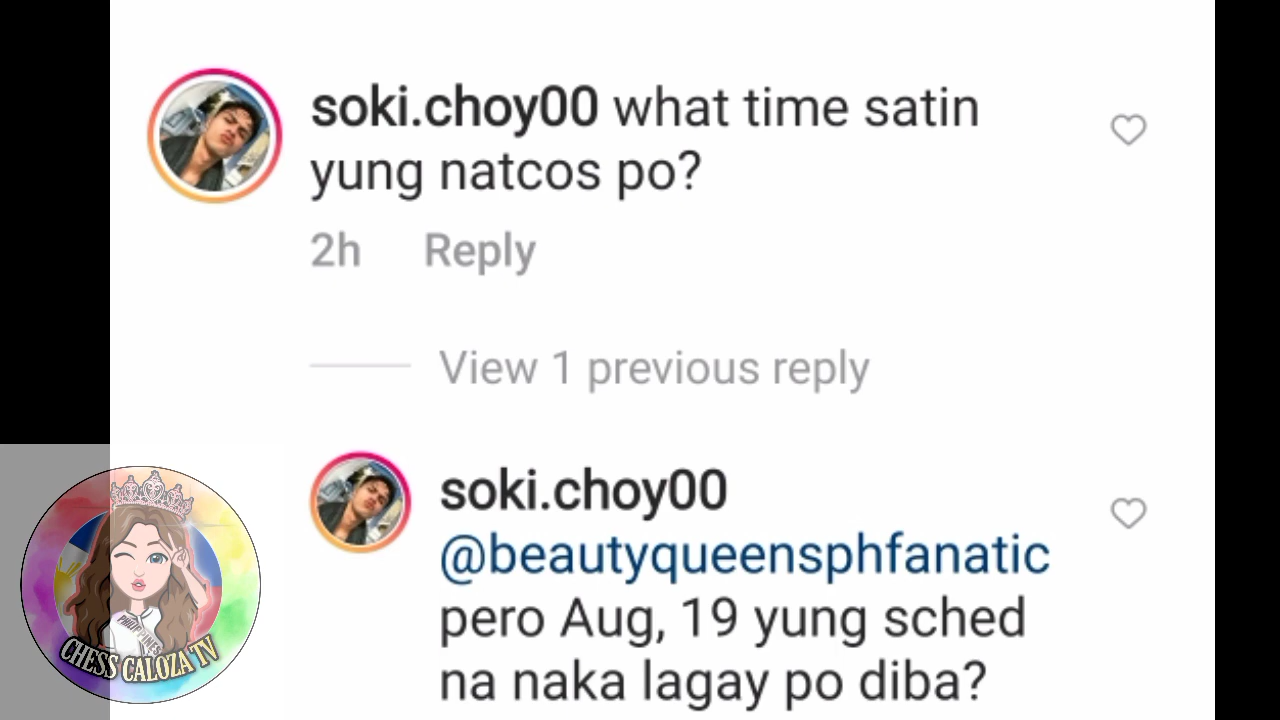 soki.choy00 what time satin
yung natcos po?
2h Reply
View 1 previous reply
soki.choy00
@beautyqueensphfanatic
pero Aug, 19 yung sched
na naka lagay po diba?
PHILIPPINES
CHESS CALOZA TV